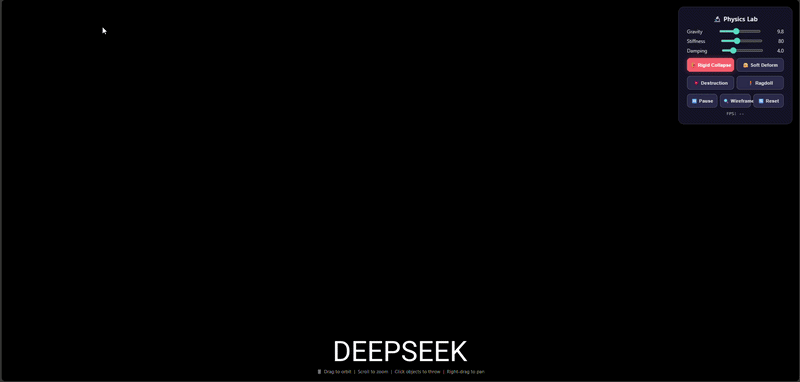 Physics Lab
Gravity 9.8
Stiffness 80
Damping 4.0
Rigid Collapse Soft Deform
Destruction Ragdoll
Pause Wireframe Reset
FPS: --
DEEPSEEK
Drag to orbit | Scroll to zoom | Click objects to throw | Right-drag to pan